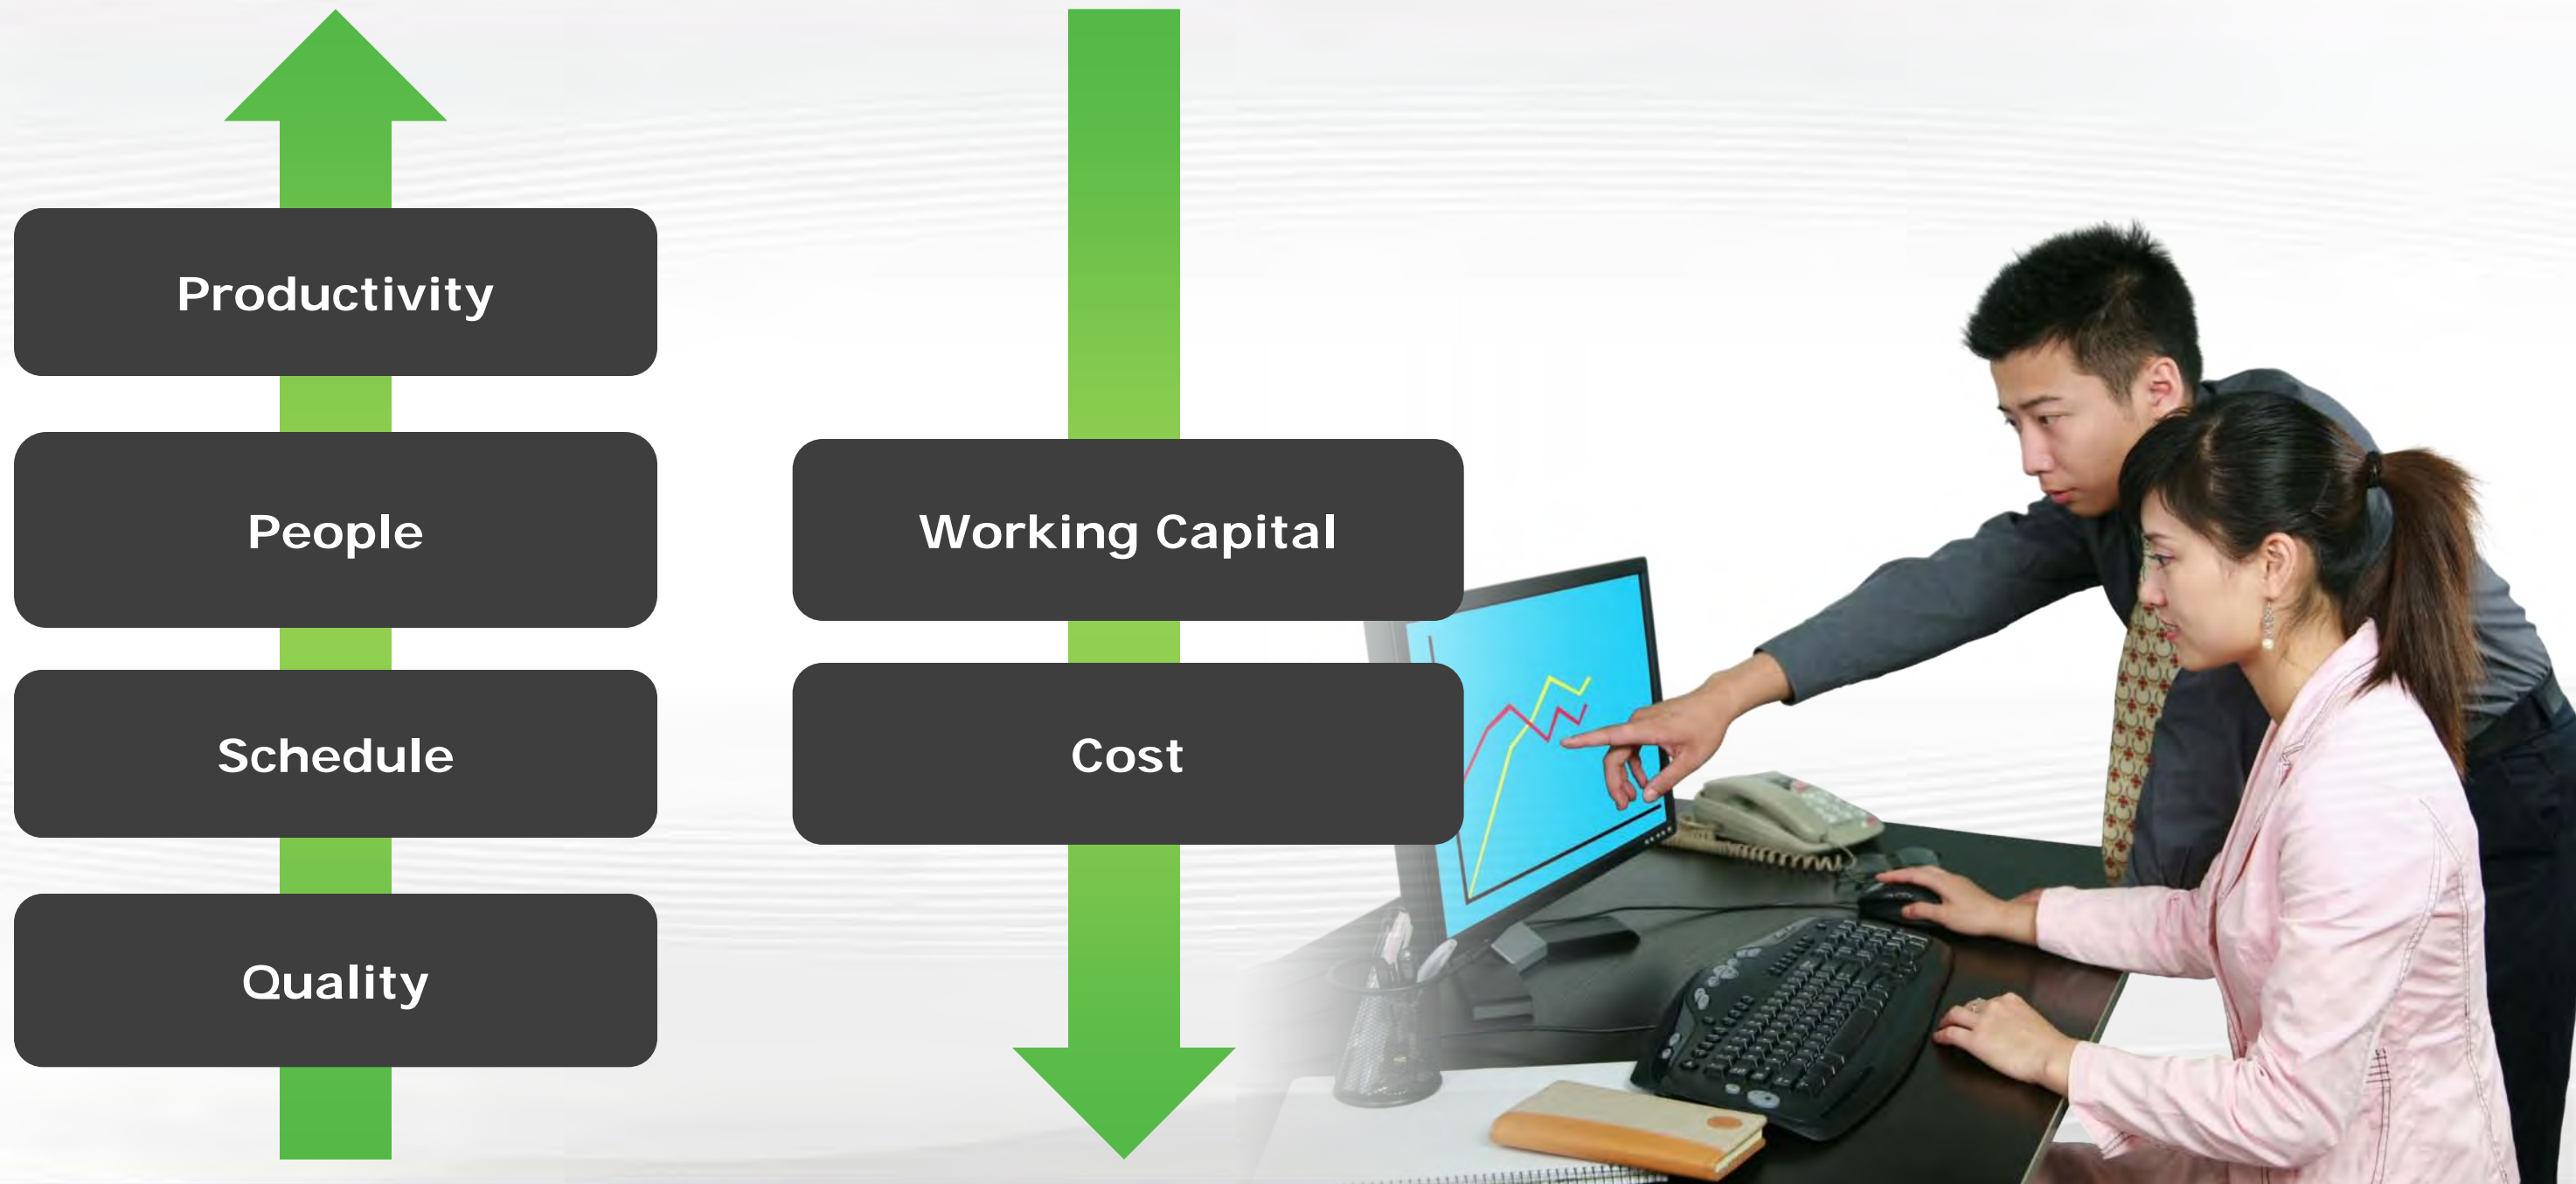 Productivity
People
Schedule
Quality
Working Capital
Cost